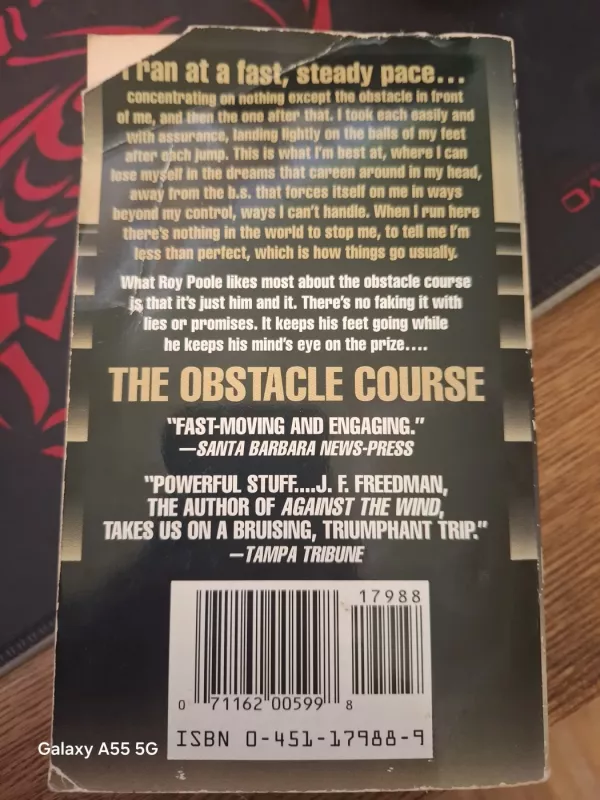 I ran at a fast, steady pace...
concentrating on nothing except the obstacle in front
of me, and then the one after that. I took each easily and
with assurance, landing lightly on the balls of my feet
after each jump. This is what I'm best at, where I can
lose myself in the dreams that careen around in my head,
away from the b.s. that forces itself on me in ways
beyond my control, ways I can't handle. When I run here
there's nothing in the world to stop me, to tell me I'm
less than perfect, which is how things go usually.
What Roy Poole likes most about the obstacle course
is that it's just him and it. There's no faking it with
lies or promises. It keeps his feet going while
he keeps his mind's eye on the prize....
THE OBSTACLE COURSE
"FAST-MOVING AND ENGAGING."
—SANTA BARBARA NEWS-PRESS
"POWERFUL STUFF....J. F. FREEDMAN,
THE AUTHOR OF AGAINST THE WIND,
TAKES US ON A BRUISING, TRIUMPHANT TRIP."
—TAMPA TRIBUNE
17988
0 71162 00599 8
ISBN 0-451-17988-9
Galaxy A55 5G